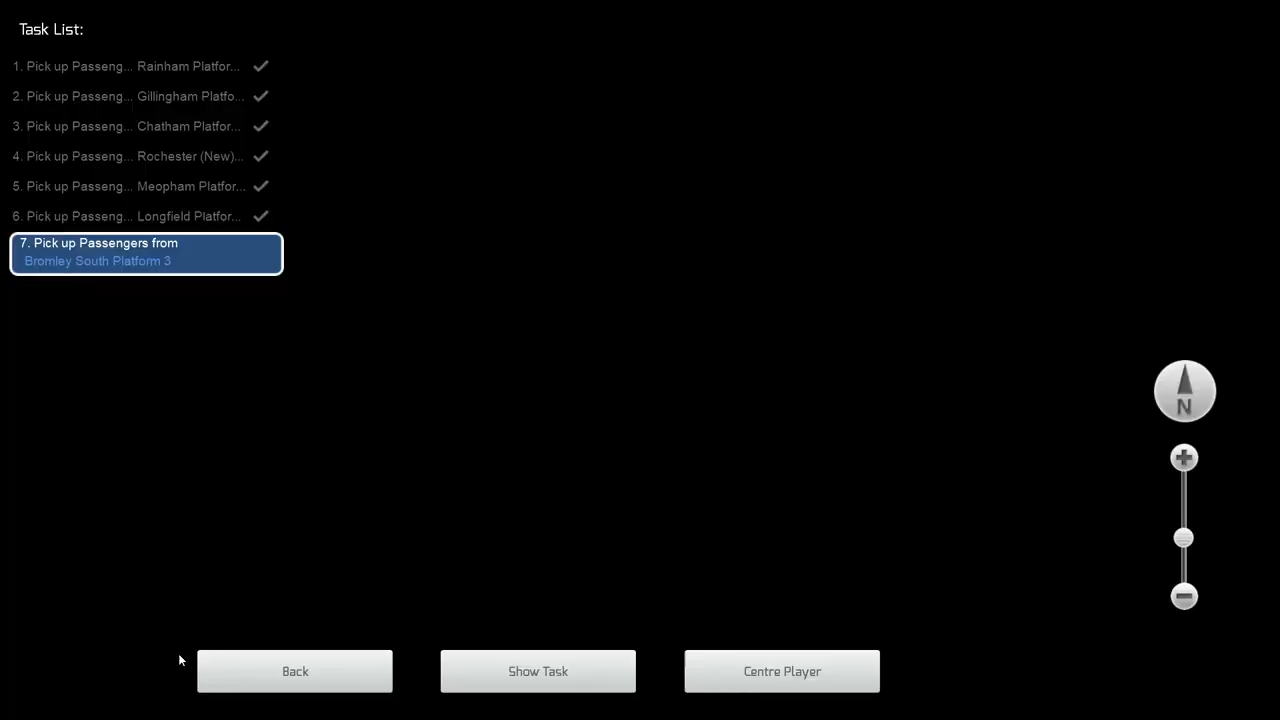 Task List:
1. Pick up Passeng... Rainham Platfor...
2. Pick up Passeng... Gillingham Platfo...
3. Pick up Passeng... Chatham Platfor...
4. Pick up Passeng... Rochester (New)...
5. Pick up Passeng... Meopham Platfor...
6. Pick up Passeng... Longfield Platfor...
7. Pick up Passengers from
Bromley South Platform 3
N
Back
Show Task
Centre Player